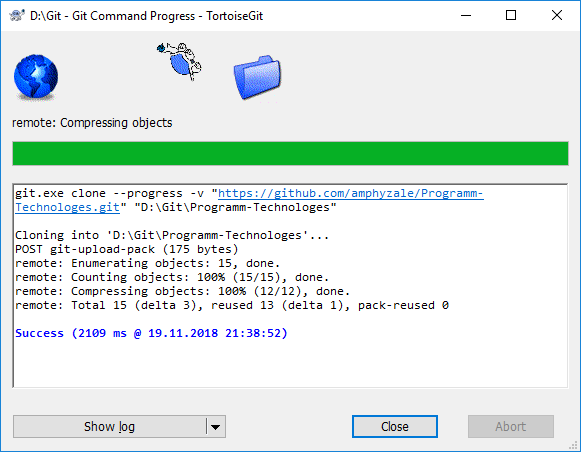 D:\Git - Git Command Progress - TortoiseGit
remote: Compressing objects
git.exe clone --progress -v "https://github.com/amphyzale/Programm-
Technologes.git" "D:\Git\Programm-Technologes"
Cloning into 'D:\Git\Programm-Technologes'...
POST git-upload-pack (175 bytes)
remote: Enumerating objects: 15, done.
remote: Counting objects: 100% (15/15), done.
remote: Compressing objects: 100% (12/12), done.
remote: Total 15 (delta 3), reused 13 (delta 1), pack-reused 0
Success (2109 ms @ 19.11.2018 21:38:52)
Show log
Close
Abort